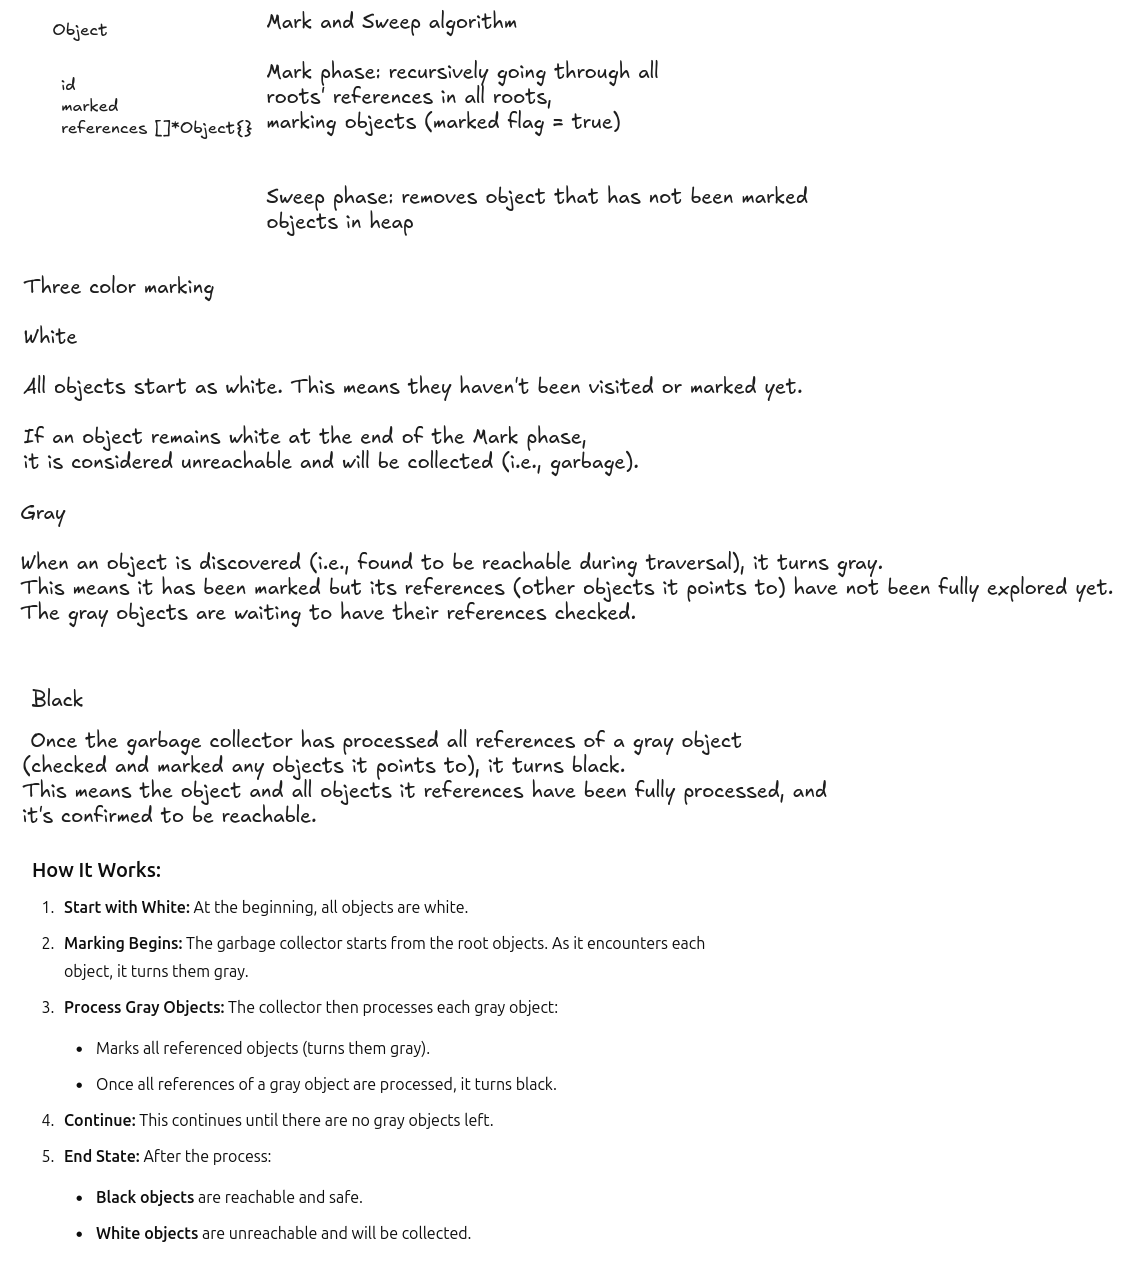 Object
id
marked
references []*Object{}
Mark and Sweep algorithm
Mark phase: recursively going through all
roots' references in all roots,
marking objects (marked flag = true)
Sweep phase: removes object that has not been marked
objects in heap
Three color marking
White
All objects start as white. This means they haven't been visited or marked yet.
If an object remains white at the end of the Mark phase,
it is considered unreachable and will be collected (i.e., garbage).
Gray
When an object is discovered (i.e., found to be reachable during traversal), it turns gray.
This means it has been marked but its references (other objects it points to) have not been fully explored yet.
The gray objects are waiting to have their references checked.
Black
Once the garbage collector has processed all references of a gray object
(checked and marked any objects it points to), it turns black.
This means the object and all objects it references have been fully processed, and
it's confirmed to be reachable.
How It Works:
1. Start with White: At the beginning, all objects are white.
2. Marking Begins: The garbage collector starts from the root objects. As it encounters each
object, it turns them gray.
3. Process Gray Objects: The collector then processes each gray object:
• Marks all referenced objects (turns them gray).
• Once all references of a gray object are processed, it turns black.
4. Continue: This continues until there are no gray objects left.
5. End State: After the process:
• Black objects are reachable and safe.
• White objects are unreachable and will be collected.